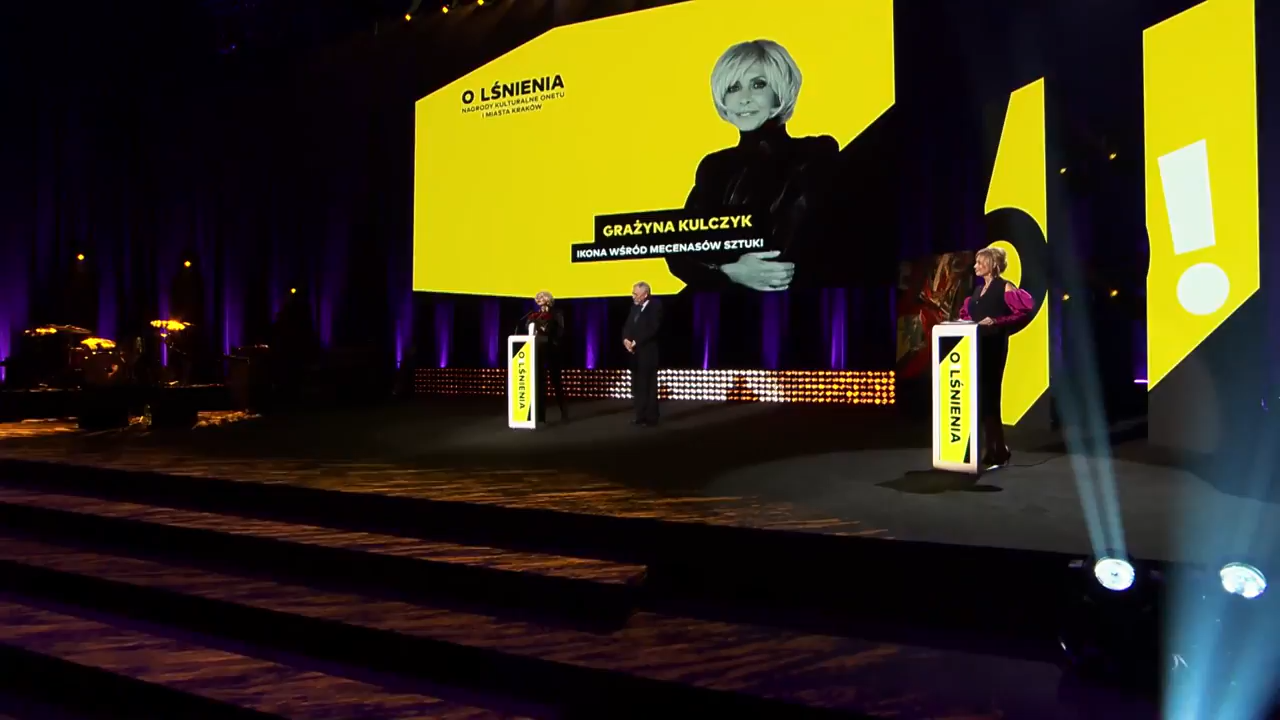 O LŚNIENIA
NAGRODY KULTURALNE ONETU
I MIASTA KRAKÓW
GRAŻYNA KULCZYK
IKONA WŚRÓD MECENASÓW SZTUKI
O LŚNIENIA
O LŚNIENIA
!